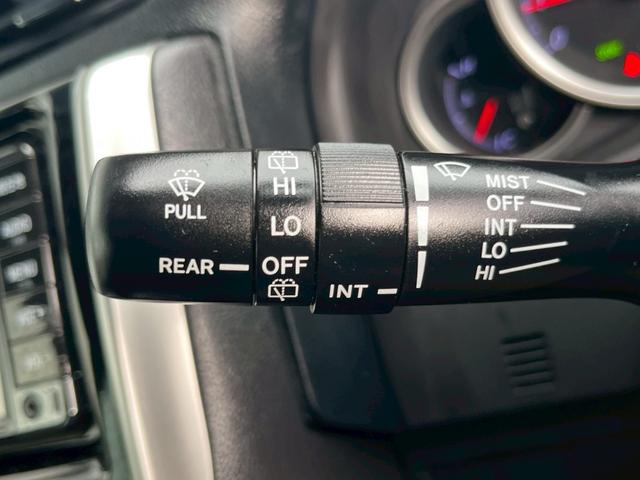 PULL
REAR
HI
LO
OFF
INT
MIST
OFF
INT
LO
HI